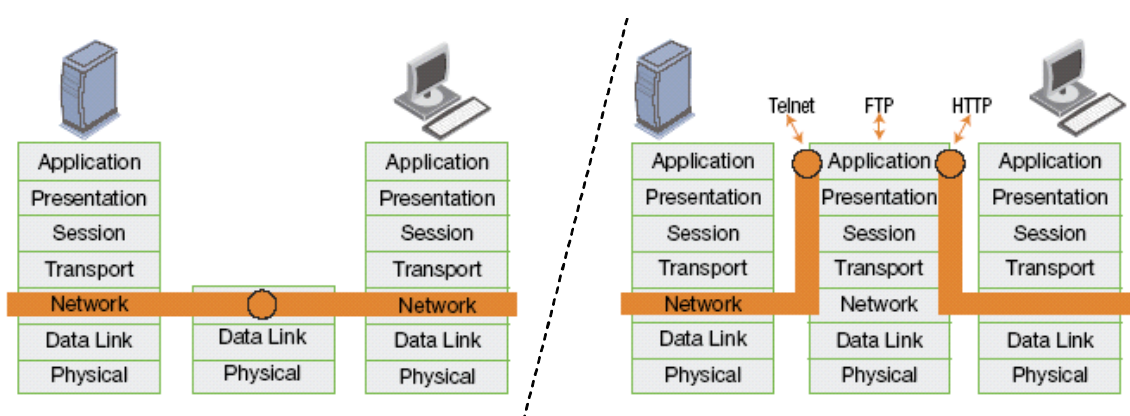 Application
Presentation
Session
Transport
Network
Data Link
Physical
Data Link
Physical
Application
Presentation
Session
Transport
Network
Data Link
Physical
Telnet
FTP
HTTP
Application
Presentation
Session
Transport
Network
Data Link
Physical
Application
Presentation
Session
Transport
Network
Data Link
Physical
Application
Presentation
Session
Transport
Data Link
Physical